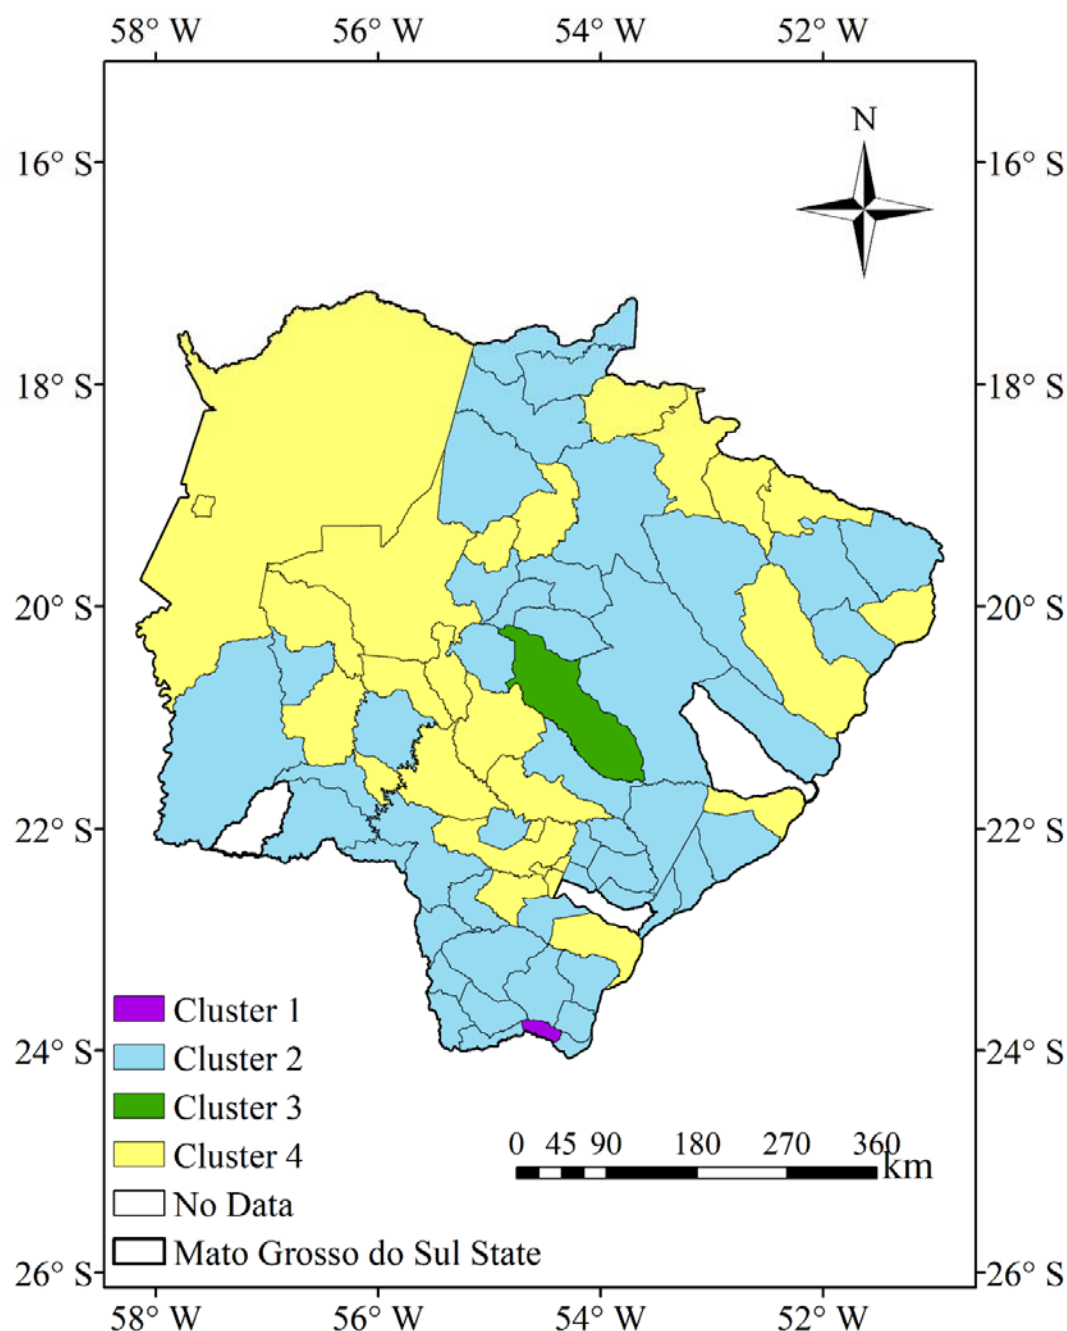 58° W 56° W 54° W 52° W
N
16° S 16° S
18° S 18° S
20° S 20° S
22° S 22° S
Cluster 1
Cluster 2
24° S 24° S
Cluster 3
0 45 90 180 270 360
Cluster 4
km
No Data
Mato Grosso do Sul State
26° S 26° S
58° W 56° W 54° W 52° W